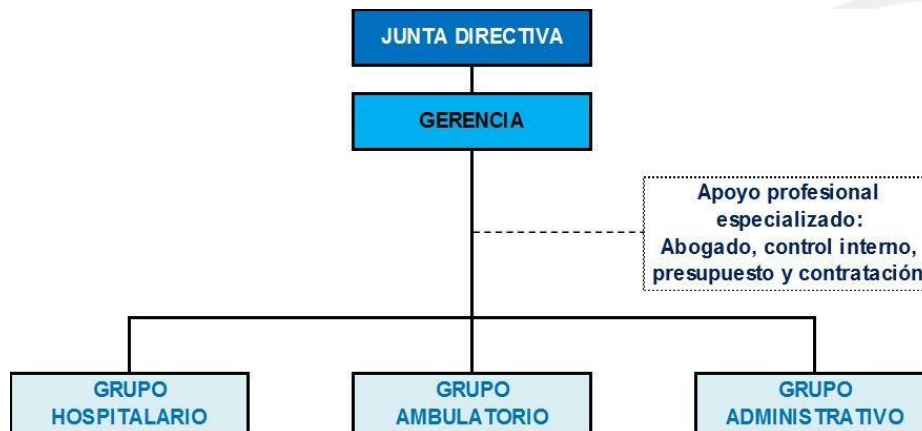 JUNTA DIRECTIVA
GERENCIA
Apoyo profesional
especializado:
Abogado, control interno,
presupuesto y contratación
GRUPO
HOSPITALARIO
GRUPO
AMBULATORIO
GRUPO
ADMINISTRATIVO